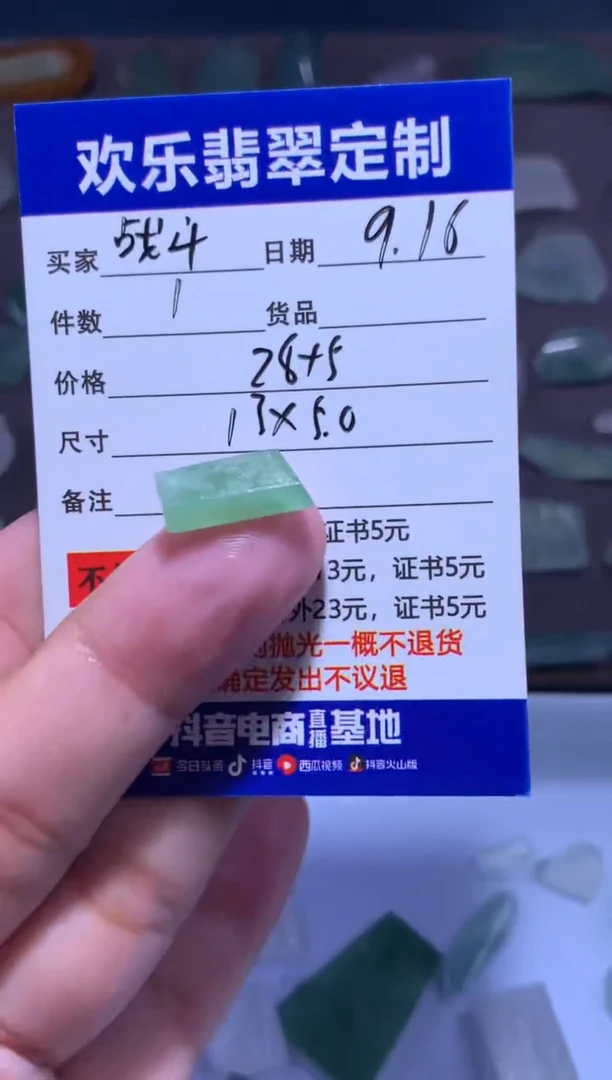 欢乐翡翠定制
买家 日期 9.16
件数 1 货品
价格 28+5
尺寸 13×5.0
备注
证书5元
不 13元，证书5元
外23元，证书5元
抛光一概不退货
确定发出不议退
抖音电商直播基地
今日头条 抖音 西瓜视频 抖音火山版